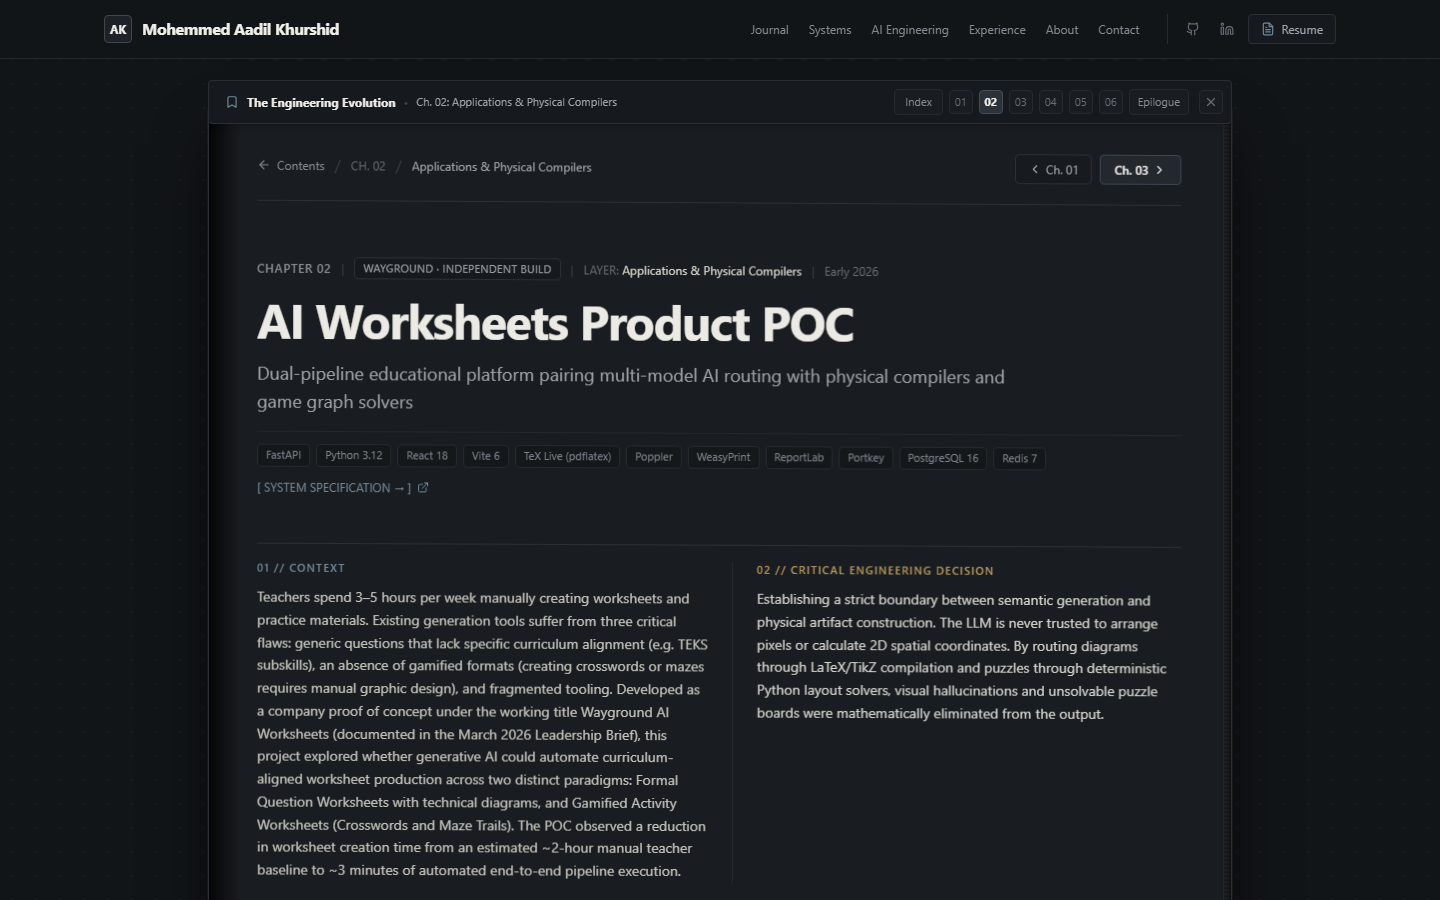 AK Mohemmed Aadil Khurshid Journal Systems AI Engineering Experience About Contact Resume
The Engineering Evolution • Ch. 02: Applications & Physical Compilers Index 01 02 03 04 05 06 Epilogue
Contents / CH. 02 / Applications & Physical Compilers Ch. 01 Ch. 03
CHAPTER 02 | WAYGROUND · INDEPENDENT BUILD | LAYER: Applications & Physical Compilers | Early 2026
AI Worksheets Product POC
Dual-pipeline educational platform pairing multi-model AI routing with physical compilers and
game graph solvers
FastAPI Python 3.12 React 18 Vite 6 TeX Live (pdflatex) Poppler WeasyPrint ReportLab Portkey PostgreSQL 16 Redis 7
[ SYSTEM SPECIFICATION → ]
01 // CONTEXT
Teachers spend 3–5 hours per week manually creating worksheets and
practice materials. Existing generation tools suffer from three critical
flaws: generic questions that lack specific curriculum alignment (e.g. TEKS
subskills), an absence of gamified formats (creating crosswords or mazes
requires manual graphic design), and fragmented tooling. Developed as
a company proof of concept under the working title Wayground AI
Worksheets (documented in the March 2026 Leadership Brief), this
project explored whether generative AI could automate curriculum-
aligned worksheet production across two distinct paradigms: Formal
Question Worksheets with technical diagrams, and Gamified Activity
Worksheets (Crosswords and Maze Trails). The POC observed a reduction
in worksheet creation time from an estimated ~2-hour manual teacher
baseline to ~3 minutes of automated end-to-end pipeline execution.
02 // CRITICAL ENGINEERING DECISION
Establishing a strict boundary between semantic generation and
physical artifact construction. The LLM is never trusted to arrange
pixels or calculate 2D spatial coordinates. By routing diagrams
through LaTeX/TikZ compilation and puzzles through deterministic
Python layout solvers, visual hallucinations and unsolvable puzzle
boards were mathematically eliminated from the output.